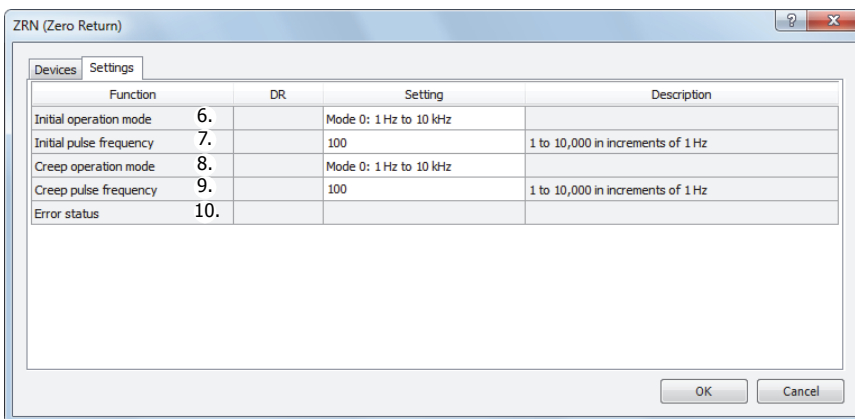 ZRN (Zero Return)
Devices Settings
Function DR Setting Description
Initial operation mode 6. Mode 0: 1 Hz to 10 kHz
Initial pulse frequency 7. 100 1 to 10,000 in increments of 1 Hz
Creep operation mode 8. Mode 0: 1 Hz to 10 kHz
Creep pulse frequency 9. 100 1 to 10,000 in increments of 1 Hz
Error status 10.
OK Cancel